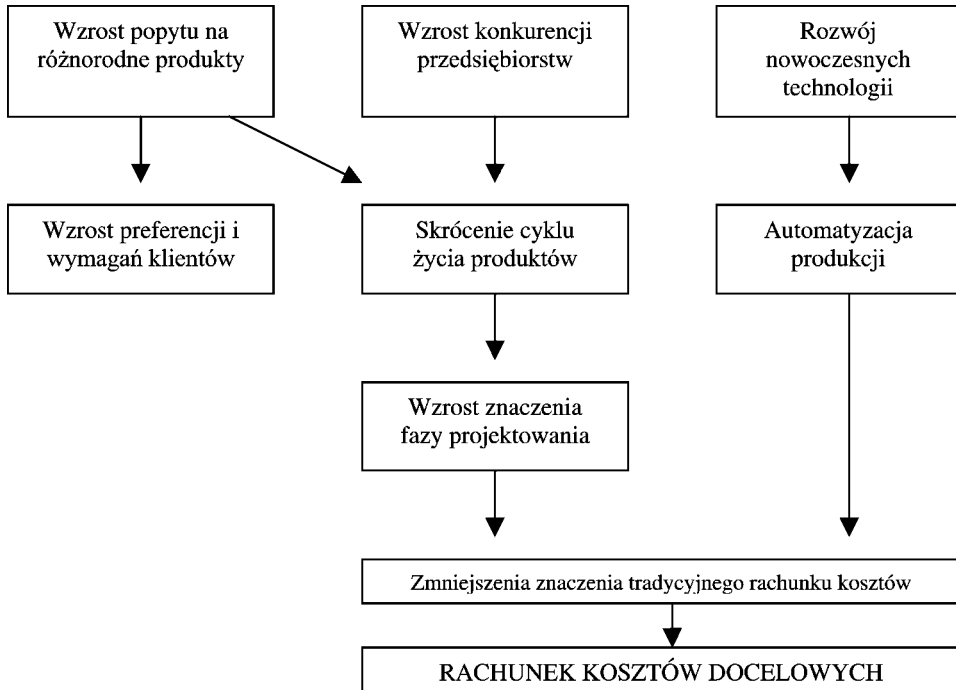 Wzrost popytu na
różnorodne produkty
Wzrost konkurencji
przedsiębiorstw
Rozwój
nowoczesnych
technologii
Wzrost preferencji i
wymagań klientów
Skrócenie cyklu
życia produktów
Automatyzacja
produkcji
Wzrost znaczenia
fazy projektowania
Zmniejszenia znaczenia tradycyjnego rachunku kosztów
RACHUNEK KOSZTÓW DOCELOWYCH